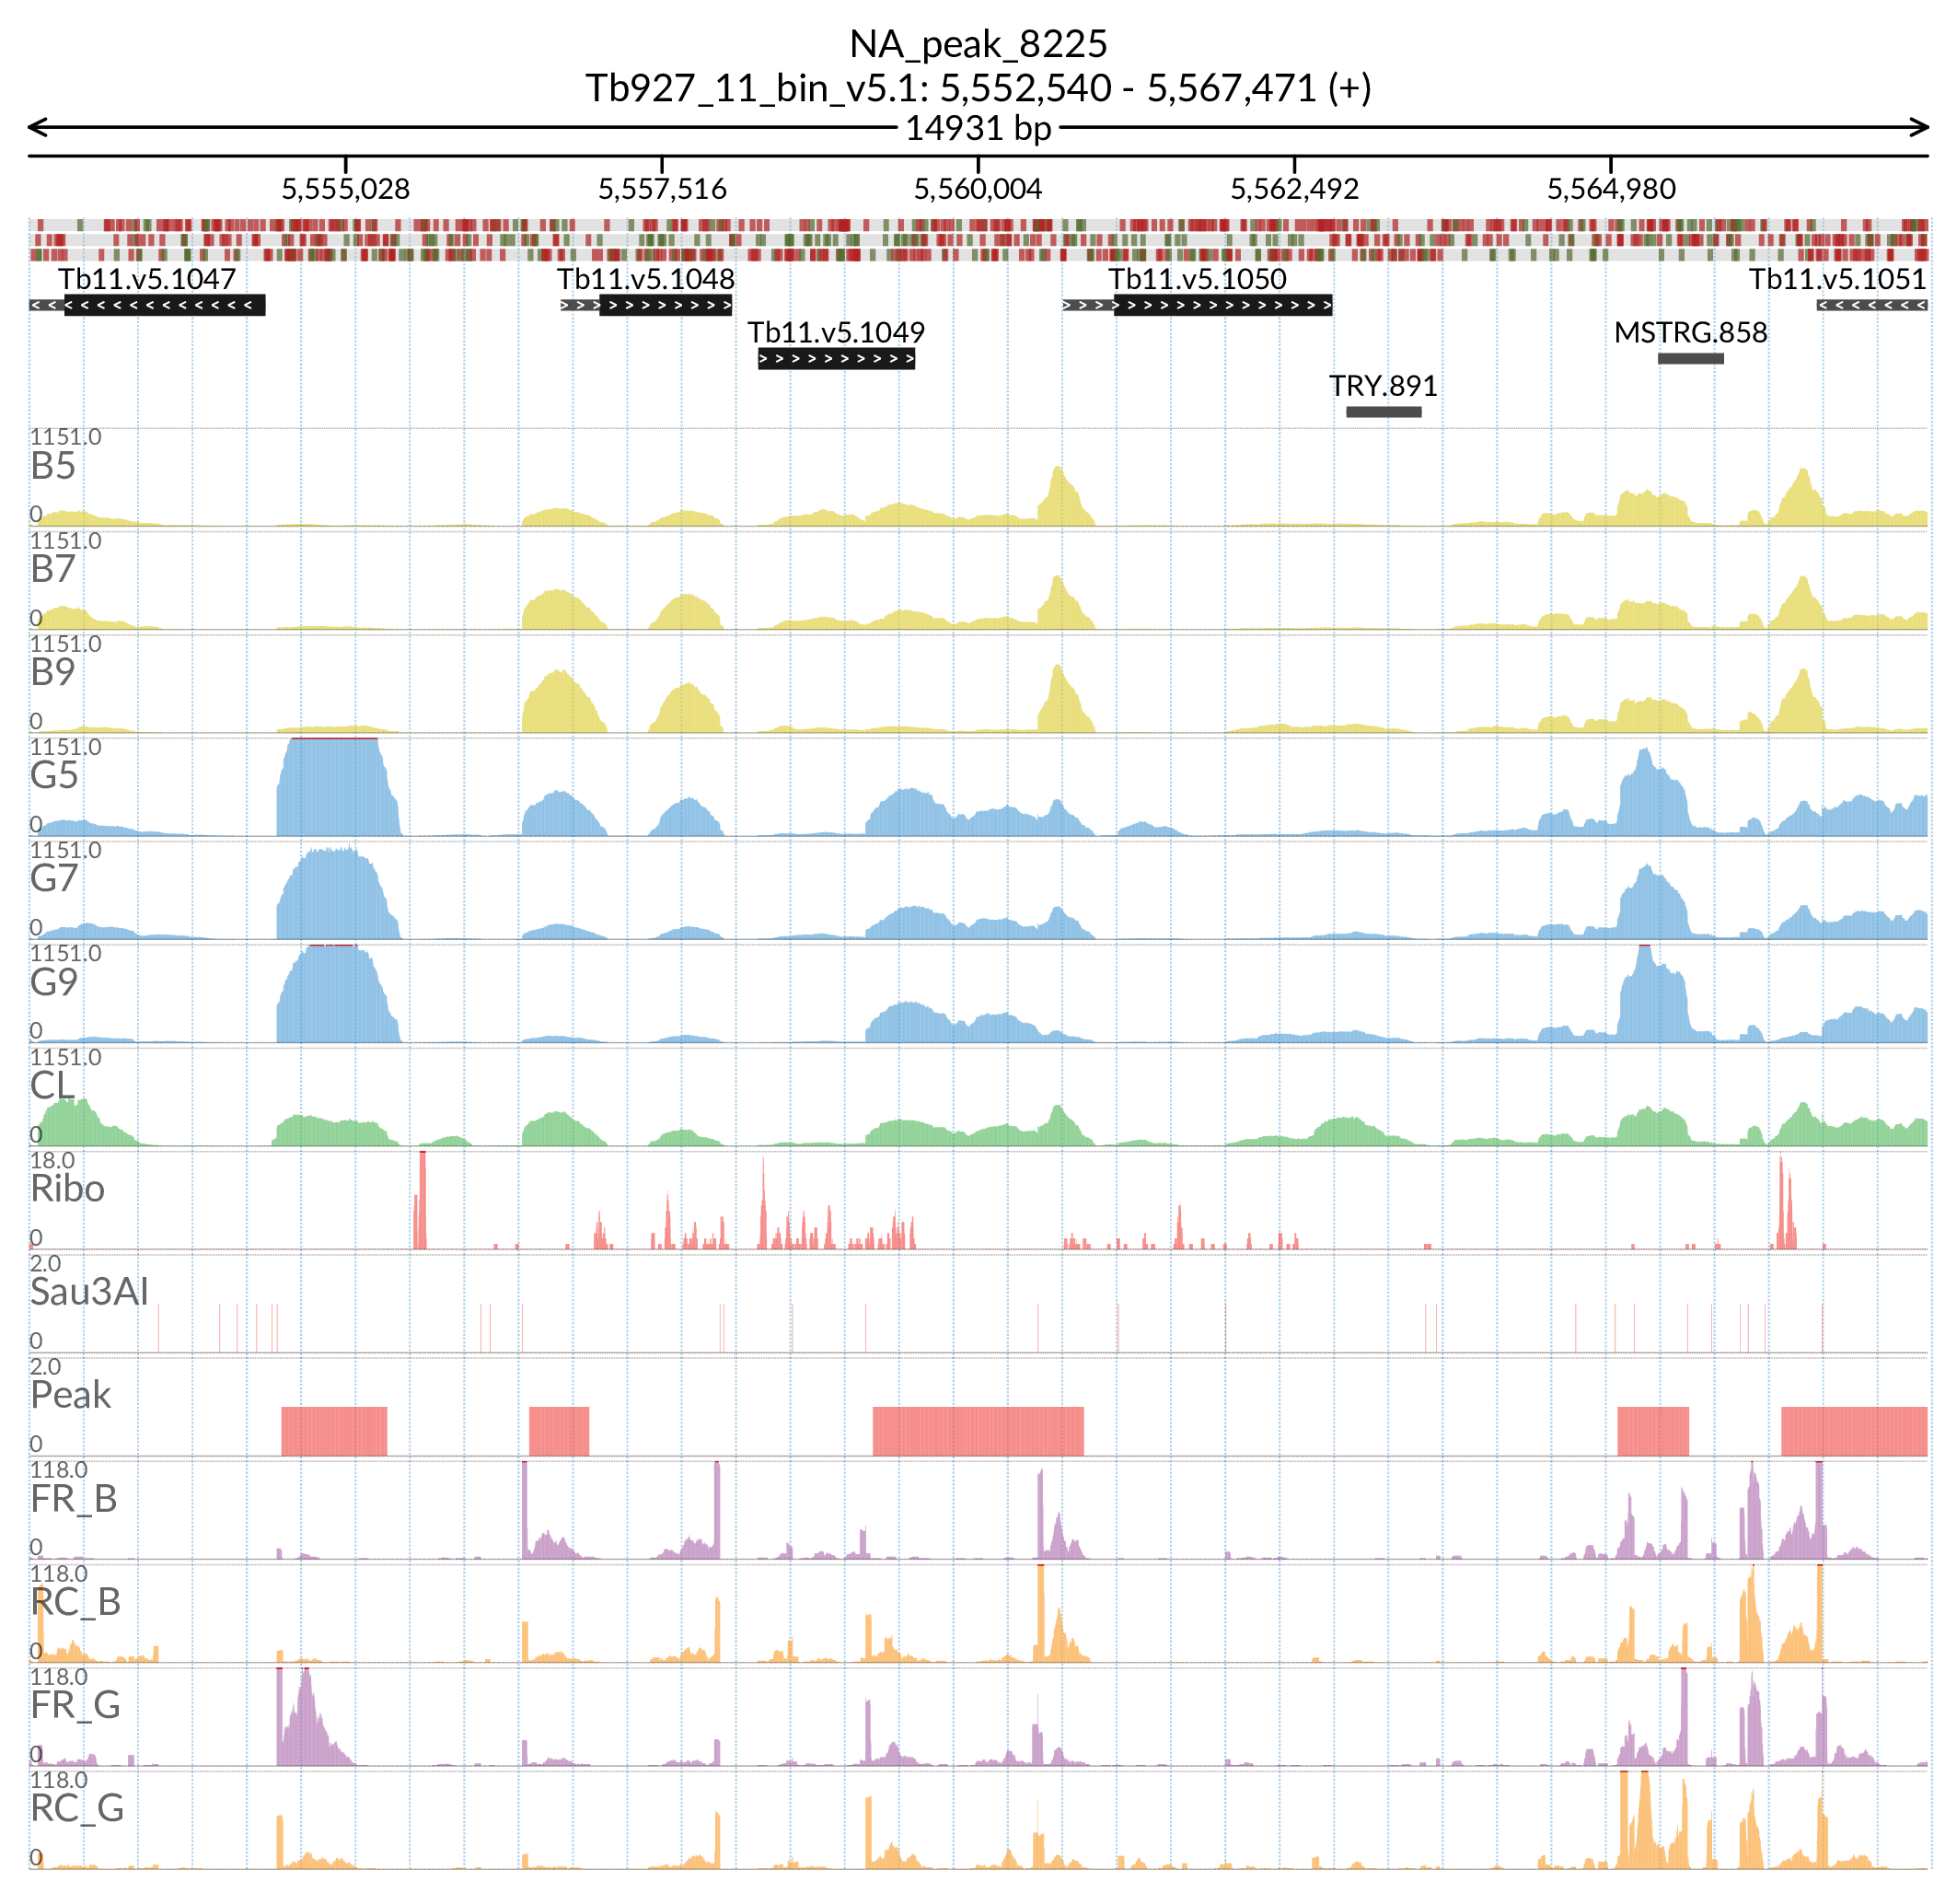 NA_peak_8225
Tb927_11_bin_v5.1: 5,552,540 - 5,567,471 (+)
14931 bp
5,555,028 5,557,516 5,560,004 5,562,492 5,564,980
Tb11.v5.1047 Tb11.v5.1048 Tb11.v5.1050 Tb11.v5.1051
Tb11.v5.1049 MSTRG.858
TRY.891
1151.0
B5
0
1151.0
B7
0
1151.0
B9
0
1151.0
G5
0
1151.0
G7
0
1151.0
G9
0
1151.0
CL
0
18.0
Ribo
0
2.0
Sau3AI
0
2.0
Peak
0
118.0
FR_B
0
118.0
RC_B
0
118.0
FR_G
0
118.0
RC_G
0